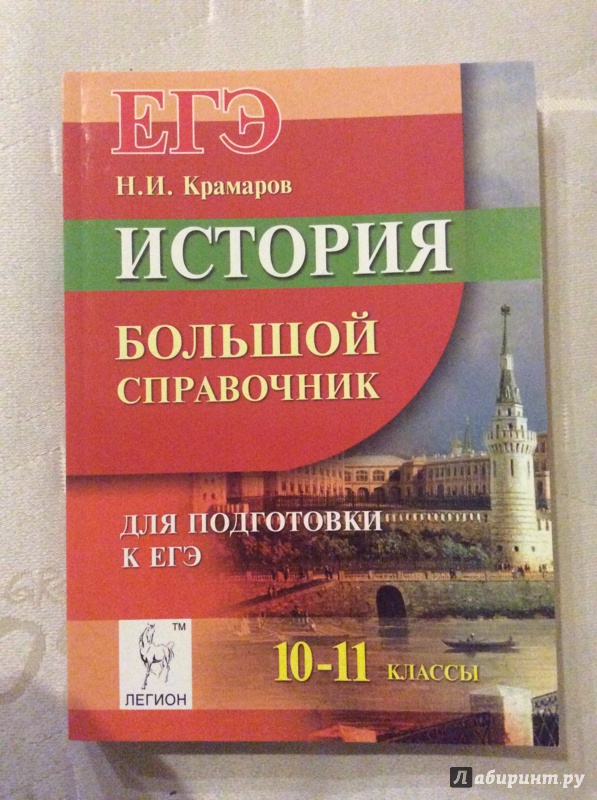 ЕГЭ
Н.И. Крамаров
ИСТОРИЯ
БОЛЬШОЙ
СПРАВОЧНИК
ДЛЯ ПОДГОТОВКИ
К ЕГЭ
TM
ЛЕГИОН
10-11 КЛАССЫ
Лабиринт.ру